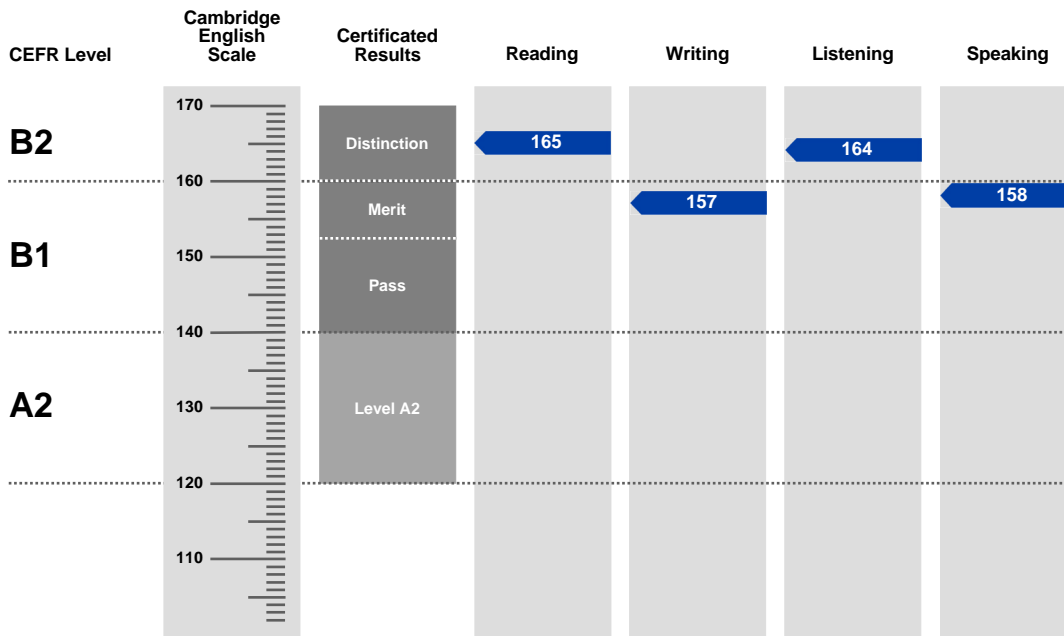 CEFR Level
Cambridge
English
Scale
Certificated
Results
Reading
Writing
Listening
Speaking
170
B2
Distinction
165
164
160
157
158
Merit
B1
150
Pass
140
A2
130
Level A2
120
110